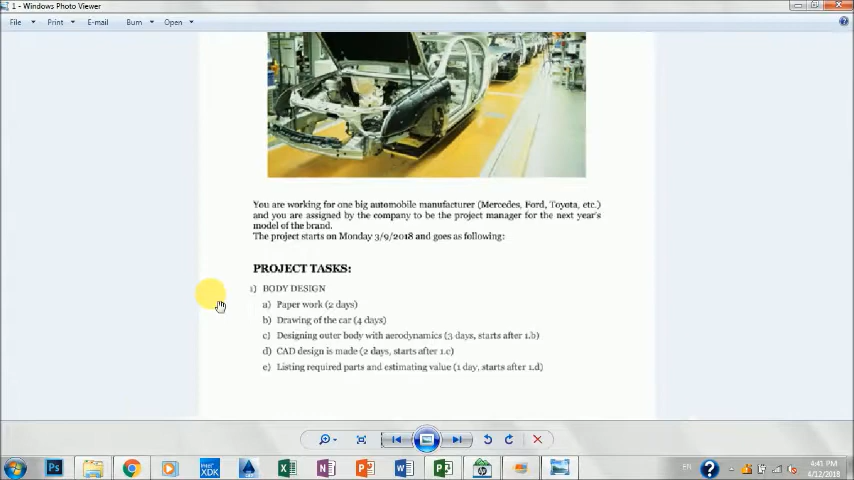 1 - Windows Photo Viewer
File Print E-mail Burn Open
You are working for one big automobile manufacturer (Mercedes, Ford, Toyota, etc.)
and you are assigned by the company to be the project manager for the next year's
model of the brand.
The project starts on Monday 3/9/2018 and goes as following:
PROJECT TASKS:
1) BODY DESIGN
a) Paper work (2 days)
b) Drawing of the car (4 days)
c) Designing outer body with aerodynamics (3 days, starts after 1.b)
d) CAD design is made (2 days, starts after 1.c)
e) Listing required parts and estimating value (1 day, starts after 1.d)
Ps
intel
XDK
EN
4:41 PM
4/12/2018